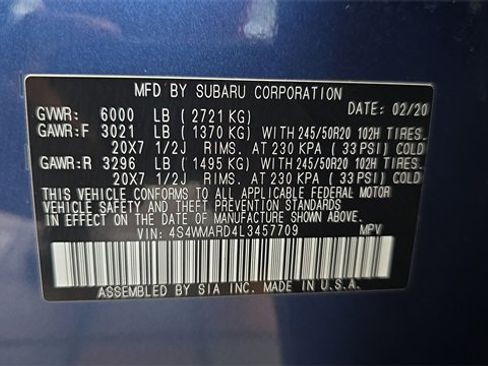 MFD BY SUBARU CORPORATION
DATE: 02/20
GVWR: 6000 LB (2721 KG)
GAWR:F 3021 LB (1370 KG) WITH 245/50R20 102H TIRES.
20X7 1/2J RIMS. AT 230 KPA (33 PSI) COLD
GAWR:R 3296 LB (1495 KG) WITH 245/50R20 102H TIRES.
20X7 1/2J RIMS. AT 230 KPA (33 PSI) COLD
THIS VEHICLE CONFORMS TO ALL APPLICABLE FEDERAL MOTOR
VEHICLE SAFETY AND THEFT PREVENTION STANDARDS
IN EFFECT ON THE DATE OF MANUFACTURE
SHOWN ABOVE.
VIN: 4S4WMARD4L3457709 MPV
ASSEMBLED BY SIA INC. MADE IN U.S.A.